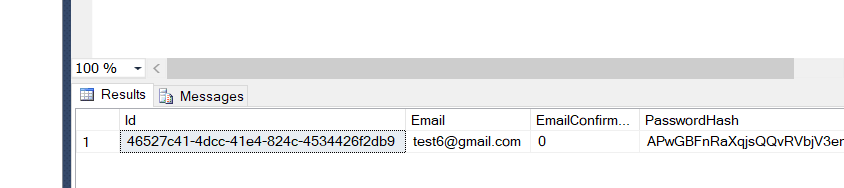 100 %
Results Messages
Id Email EmailConfirm... PasswordHash
1 46527c41-4dcc-41e4-824c-4534426f2db9 test6@gmail.com 0 APwGBFnRaXqjsQQvRVbjV3er